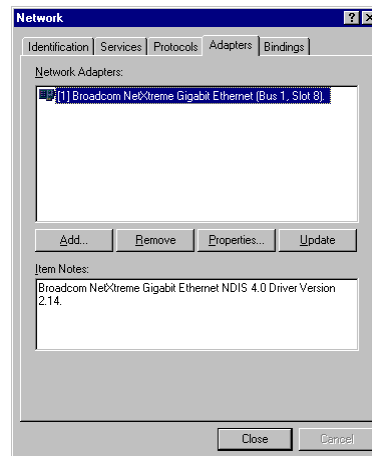 Network
Identification Services Protocols Adapters Bindings
Network Adapters:
[1] Broadcom NetXtreme Gigabit Ethernet (Bus 1, Slot 8).
Add... Remove Properties... Update
Item Notes:
Broadcom NetXtreme Gigabit Ethernet NDIS 4.0 Driver Version
2.14.
Close Cancel